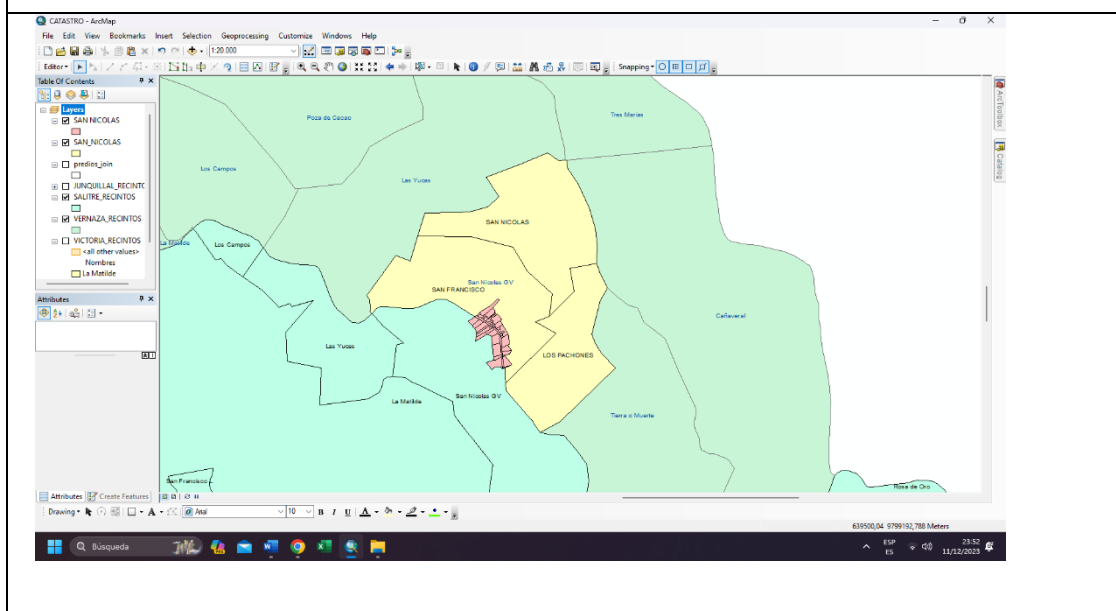 CATASTRO - ArcMap
File Edit View Bookmarks Insert Selection Geoprocessing Customize Windows Help
1:20.000
Editor
Snapping
Table Of Contents
Layers
SAN NICOLAS
SAN_NICOLAS
predios_join
JUNQUILLAL_RECINTC
SALITRE_RECINTOS
VERNAZA_RECINTOS
VICTORIA_RECINTOS
<all other values>
Nombres
La Matilde
Attributes
Attributes Create Features
ArcToolbox
Catalog
Poza de Cacao
Tres Marias
Los Campos
Las Yucas
SAN NICOLAS
La Matilde
Los Campos
San Nicolas GV
SAN FRANCISCO
Cañaveral
Las Yucas
LOS PACHONES
La Matilde
San Nicolas GV
Tierra o Muerte
San Francisco
Rosa de Oro
Drawing A Arial 10 B I U A
639500,04 9799192,788 Meters
Búsqueda
ESP
ES
23:52
11/12/2023